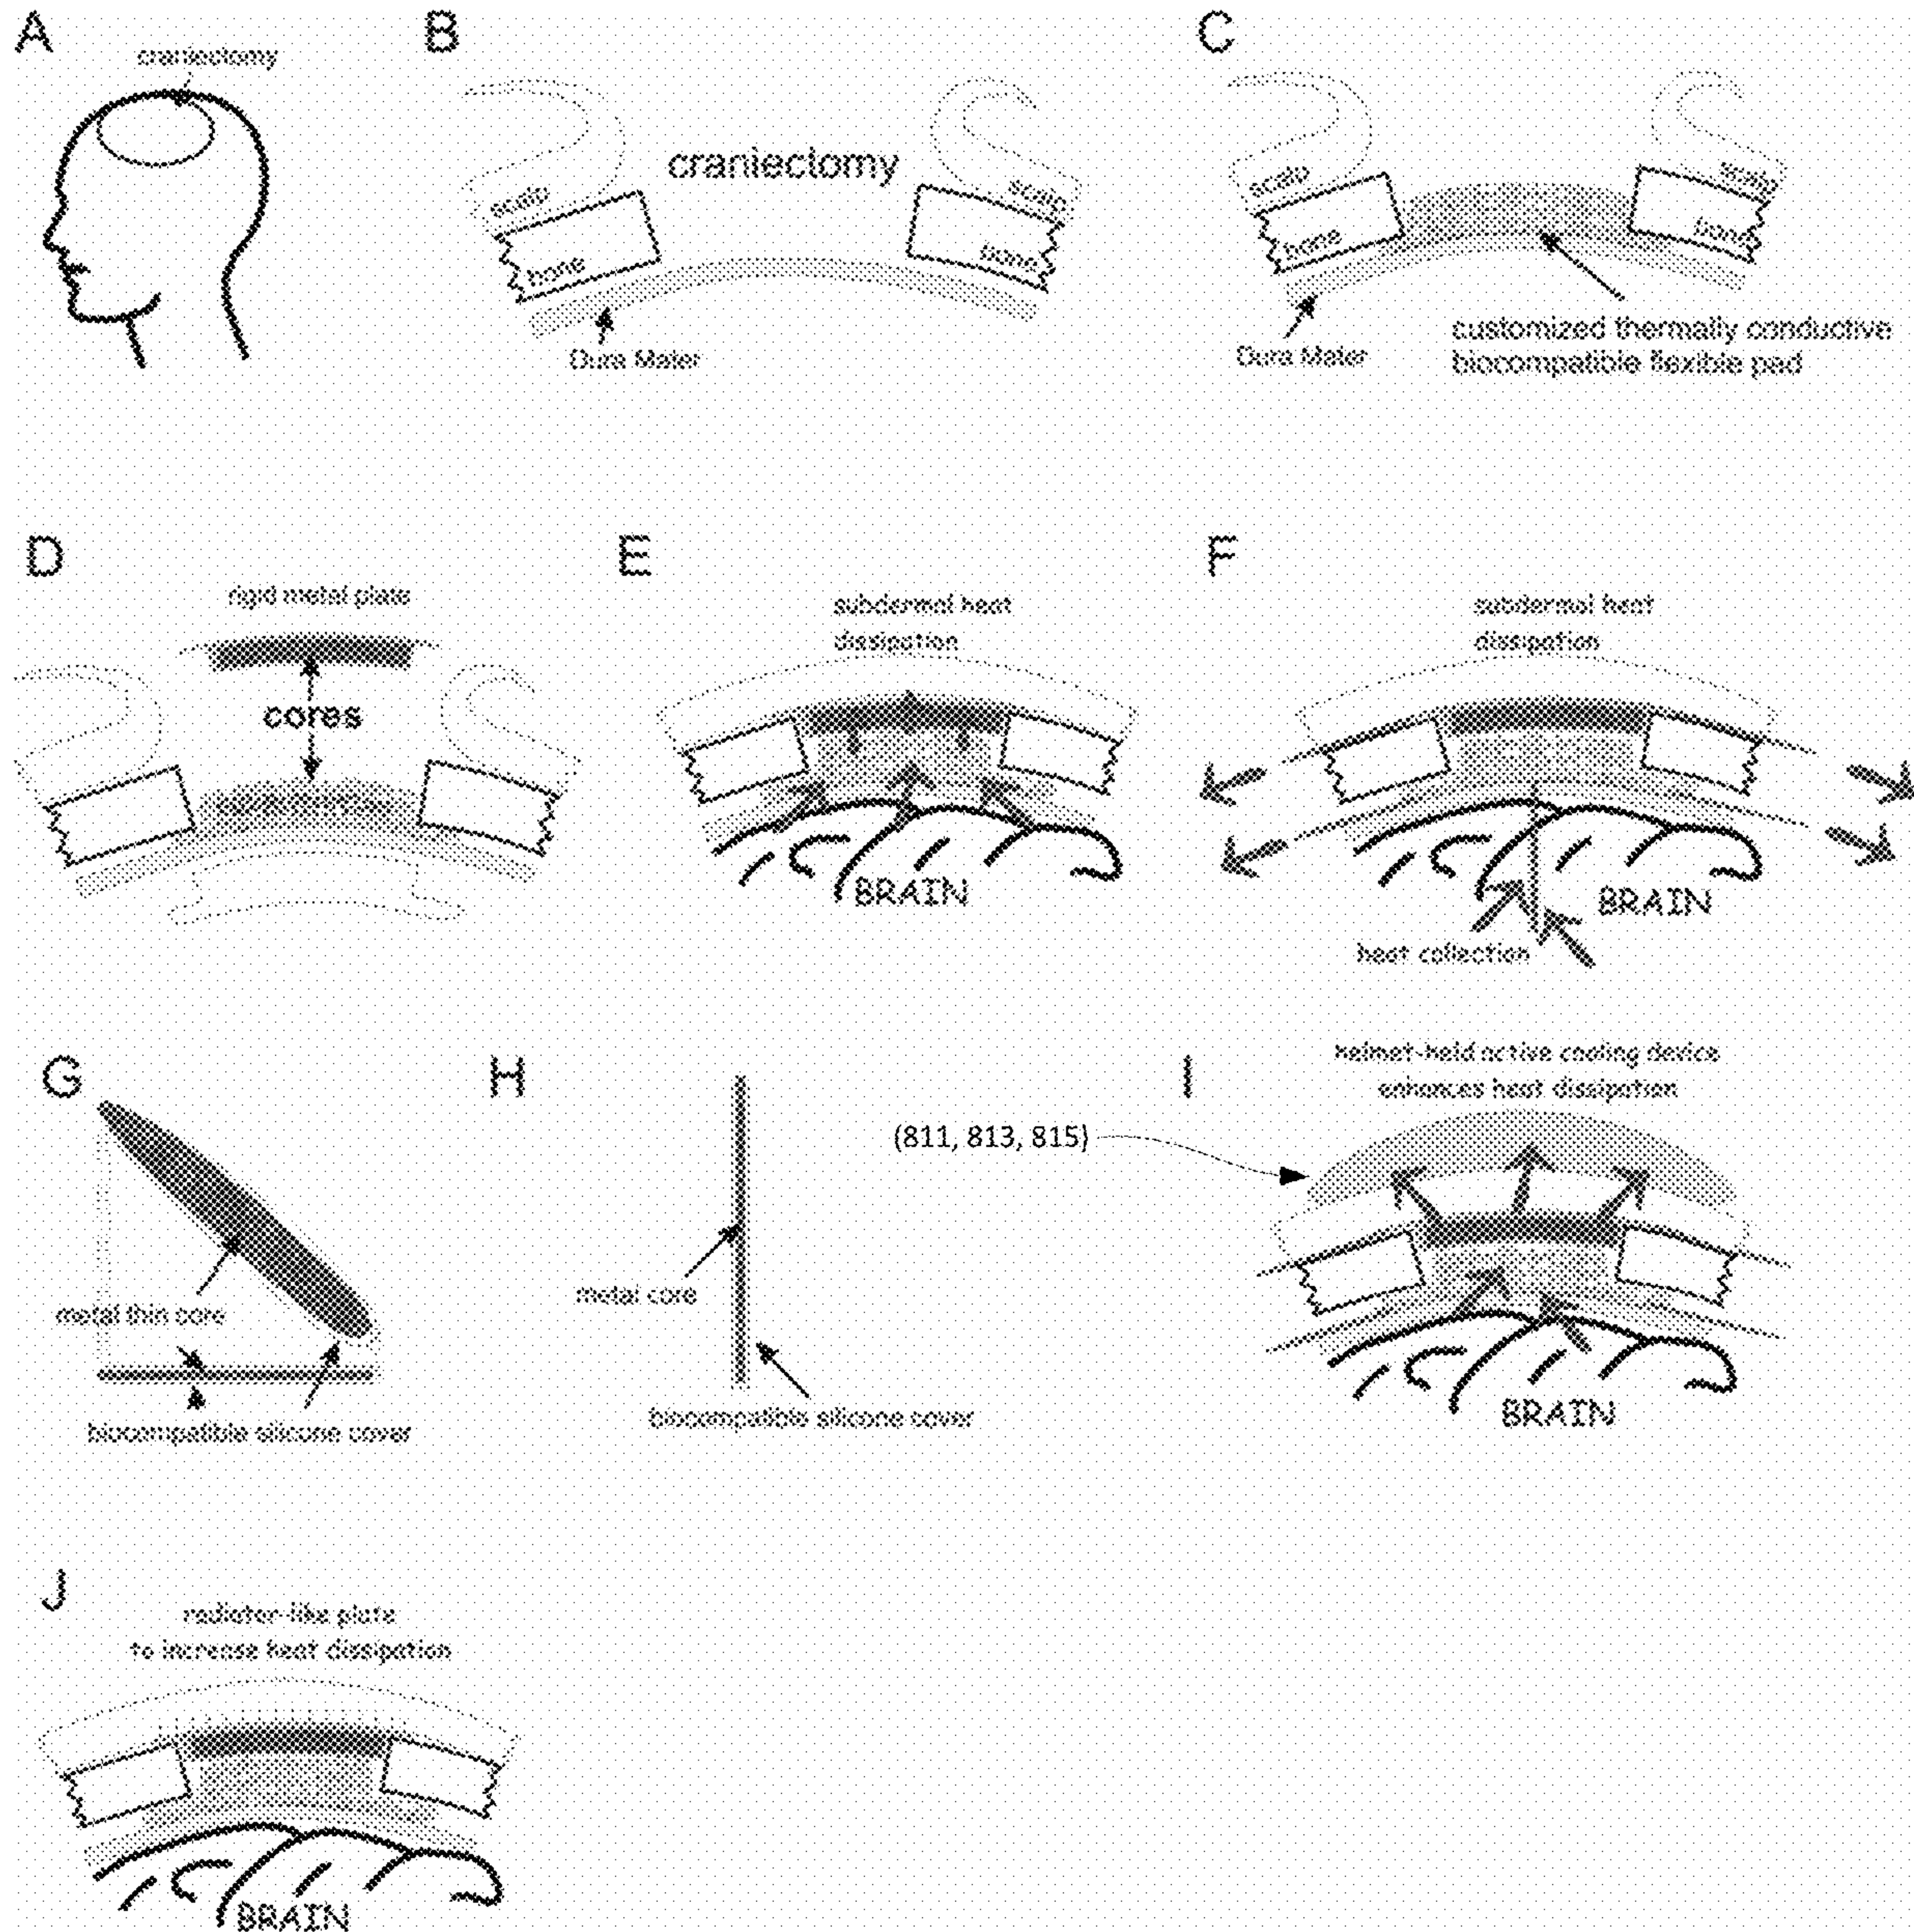 A
craniectomy
B
craniectomy
scalp
scalp
bone
bone
Dura Mater
C
scalp
scalp
bone
bone
Dura Mater
customized thermally conductive
biocompatible flexible pad
D
rigid metal plate
cores
E
subdermal heat
dissipation
BRAIN
F
subdermal heat
dissipation
BRAIN
heat collection
G
metal thin core
biocompatible silicone cover
H
metal core
biocompatible silicone cover
I
helmet-held active cooling device
enhances heat dissipation
(811, 813, 815)
BRAIN
J
radiator-like plate
to increase heat dissipation
BRAIN